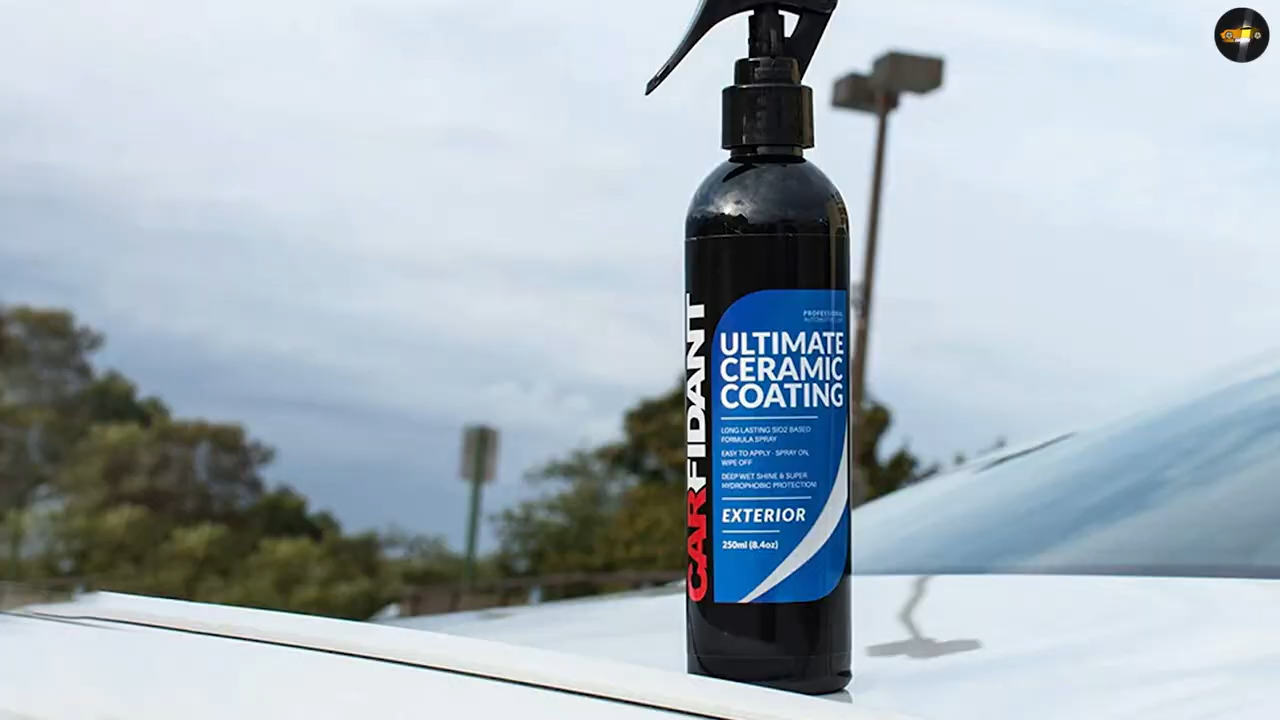 CARFIDANT
PROFESSIONAL
ULTIMATE
CERAMIC
COATING
LONG LASTING SIO2 BASED
FORMULA SPRAY
EASY TO APPLY - SPRAY ON,
WIPE OFF
DEEP WET SHINE & SUPER
HYDROPHOBIC PROTECTION!
EXTERIOR
250ml (8.4oz)